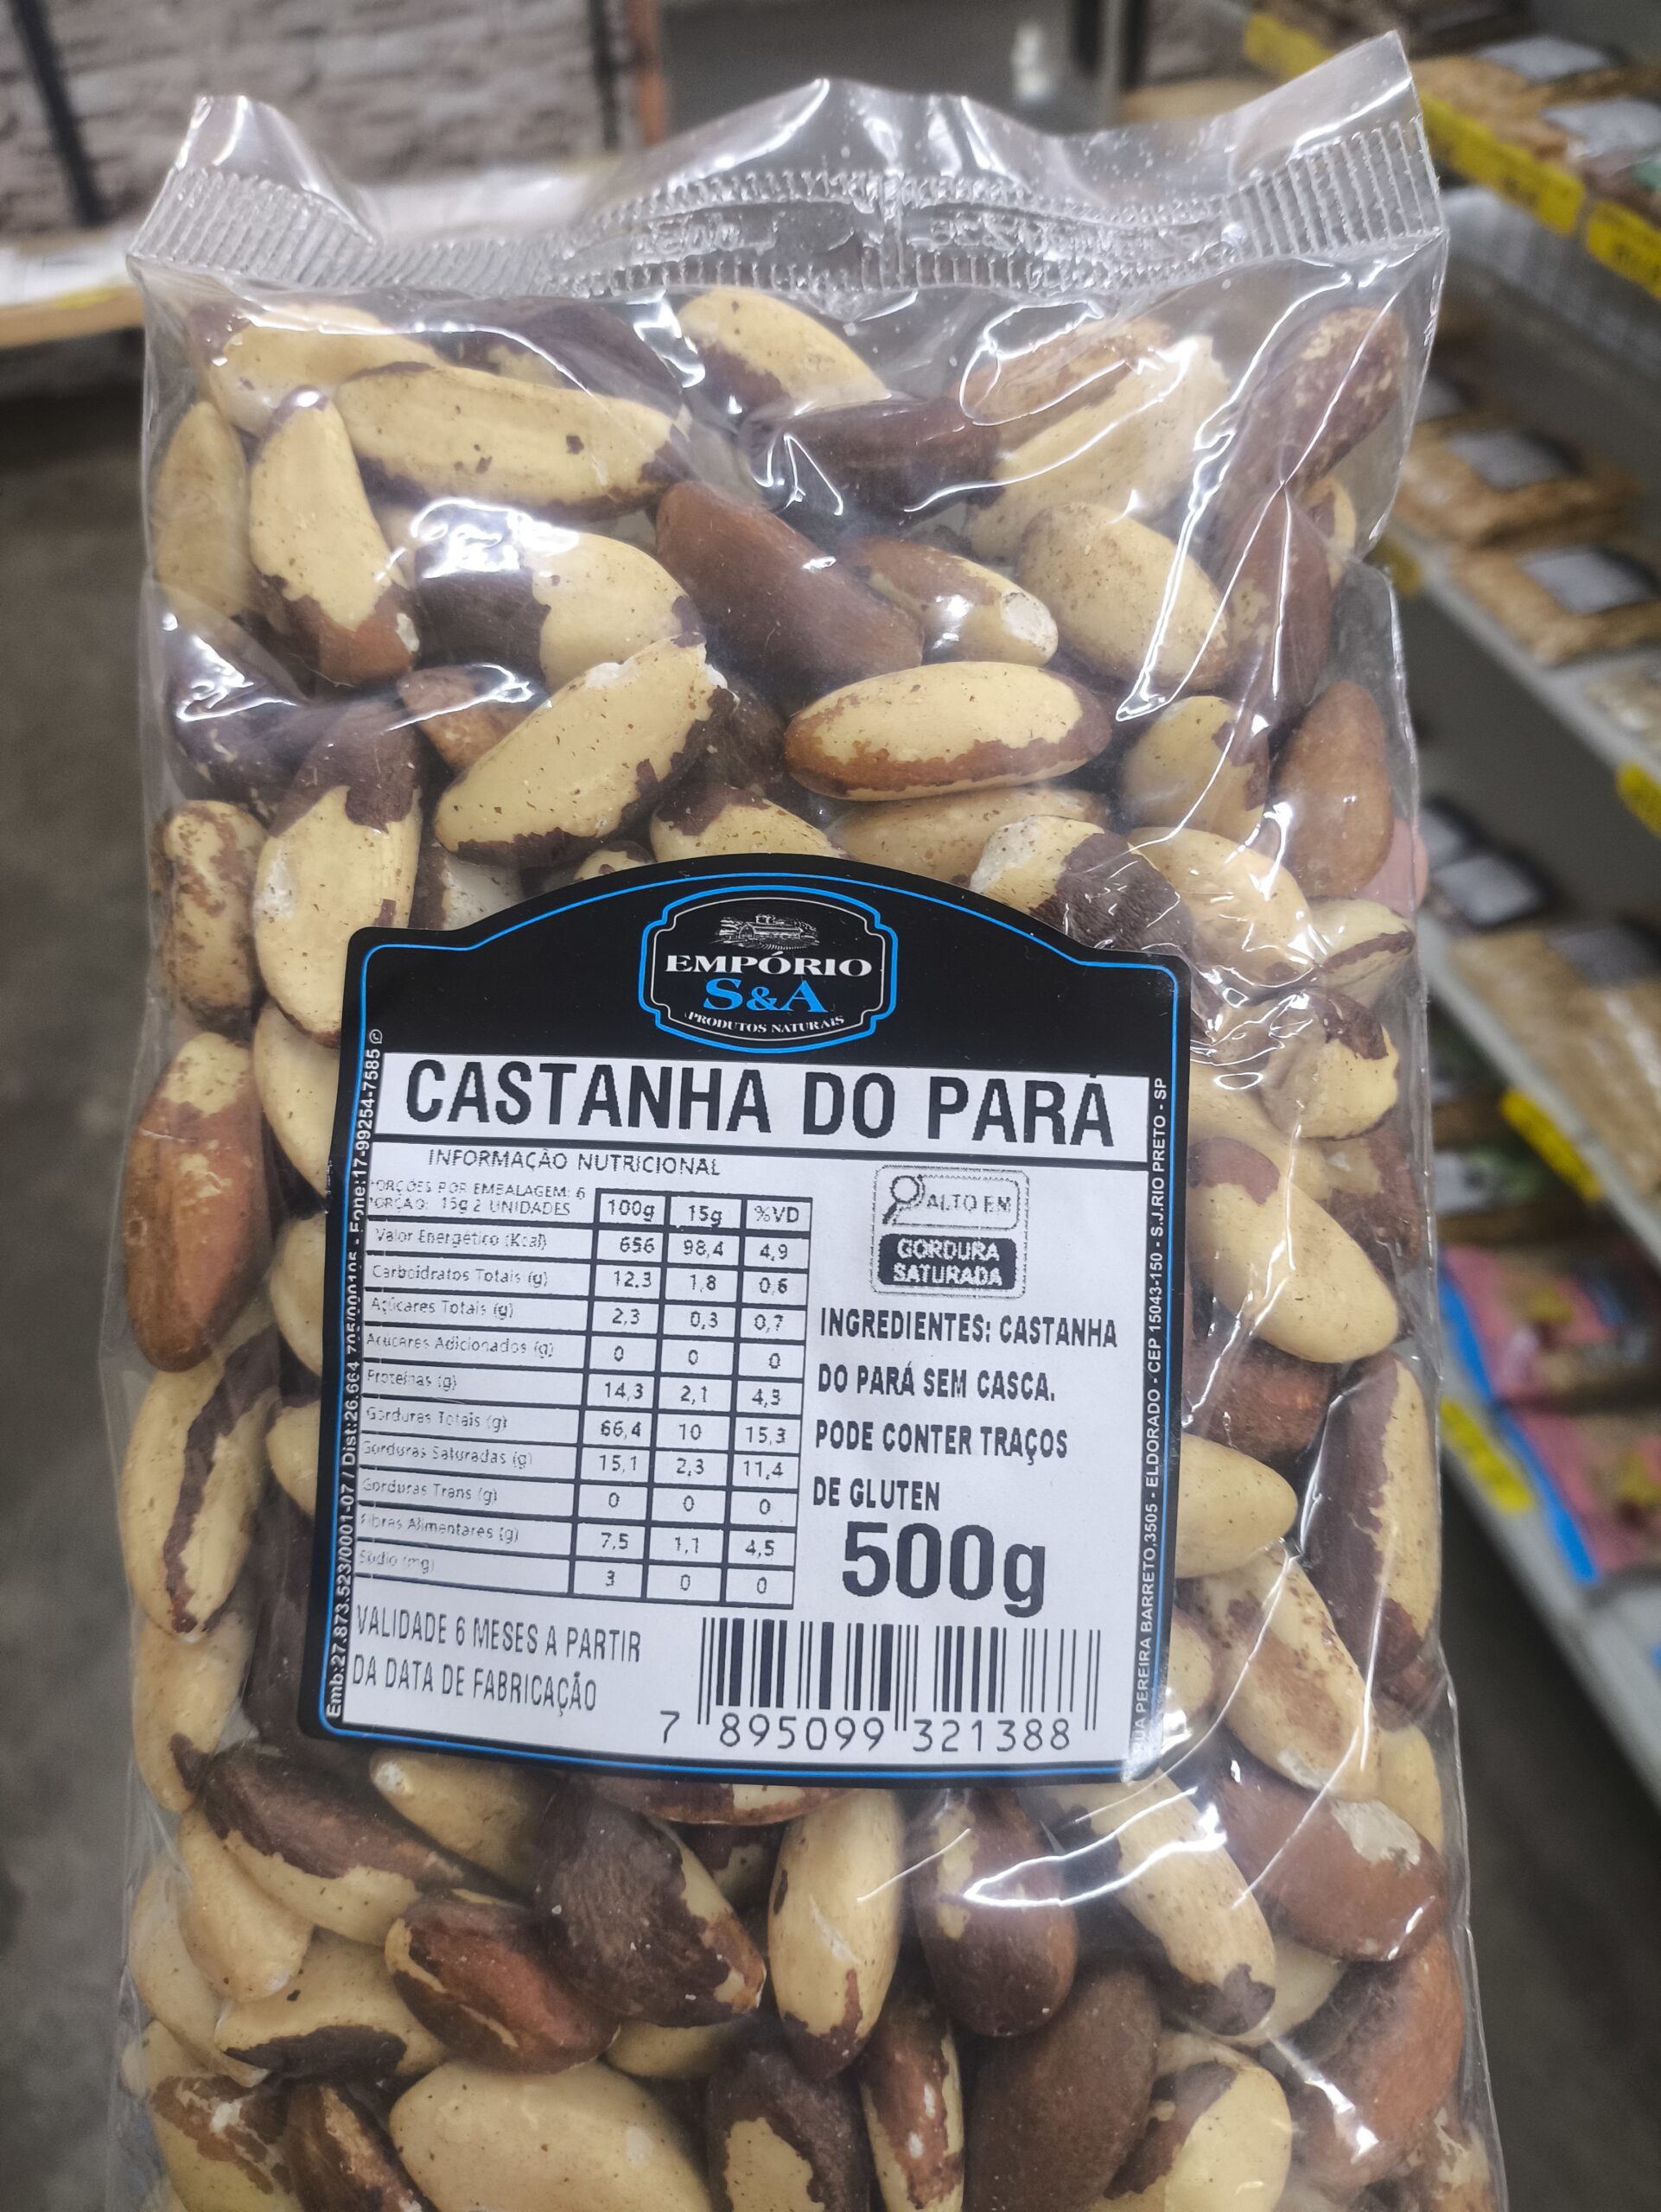 EMPÓRIO
S&A
PRODUTOS NATURAIS
CASTANHA DO PARÁ
INFORMAÇÃO NUTRICIONAL
PORÇÕES POR EMBALAGEM: 6
PORÇÃO: 15g 2 UNIDADES
100g 15g %VD
Valor Energético (Kcal) 656 98,4 4,9
Carboidratos Totais (g) 12,3 1,8 0,6
Açúcares Totais (g) 2,3 0,3 0,7
Açúcares Adicionados (g) 0 0 0
Proteínas (g) 14,3 2,1 4,3
Gorduras Totais (g) 66,4 10 15,3
Gorduras Saturadas (g) 15,1 2,3 11,4
Gorduras Trans (g) 0 0 0
Fibras Alimentares (g) 7,5 1,1 4,5
Sódio (mg) 3 0 0
ALTO EM
GORDURA
SATURADA
INGREDIENTES: CASTANHA
DO PARÁ SEM CASCA.
PODE CONTER TRAÇOS
DE GLUTEN
500g
VALIDADE 6 MESES A PARTIR
DA DATA DE FABRICAÇÃO
7 895099 321388
Emb:27.873.523/0001-07 / Dist:26.664 - Fone:17-99254-7585
RUA PEREIRA BARRETO,3505 - ELDORADO - CEP 15043-150 - S.J.RIO PRETO - SP